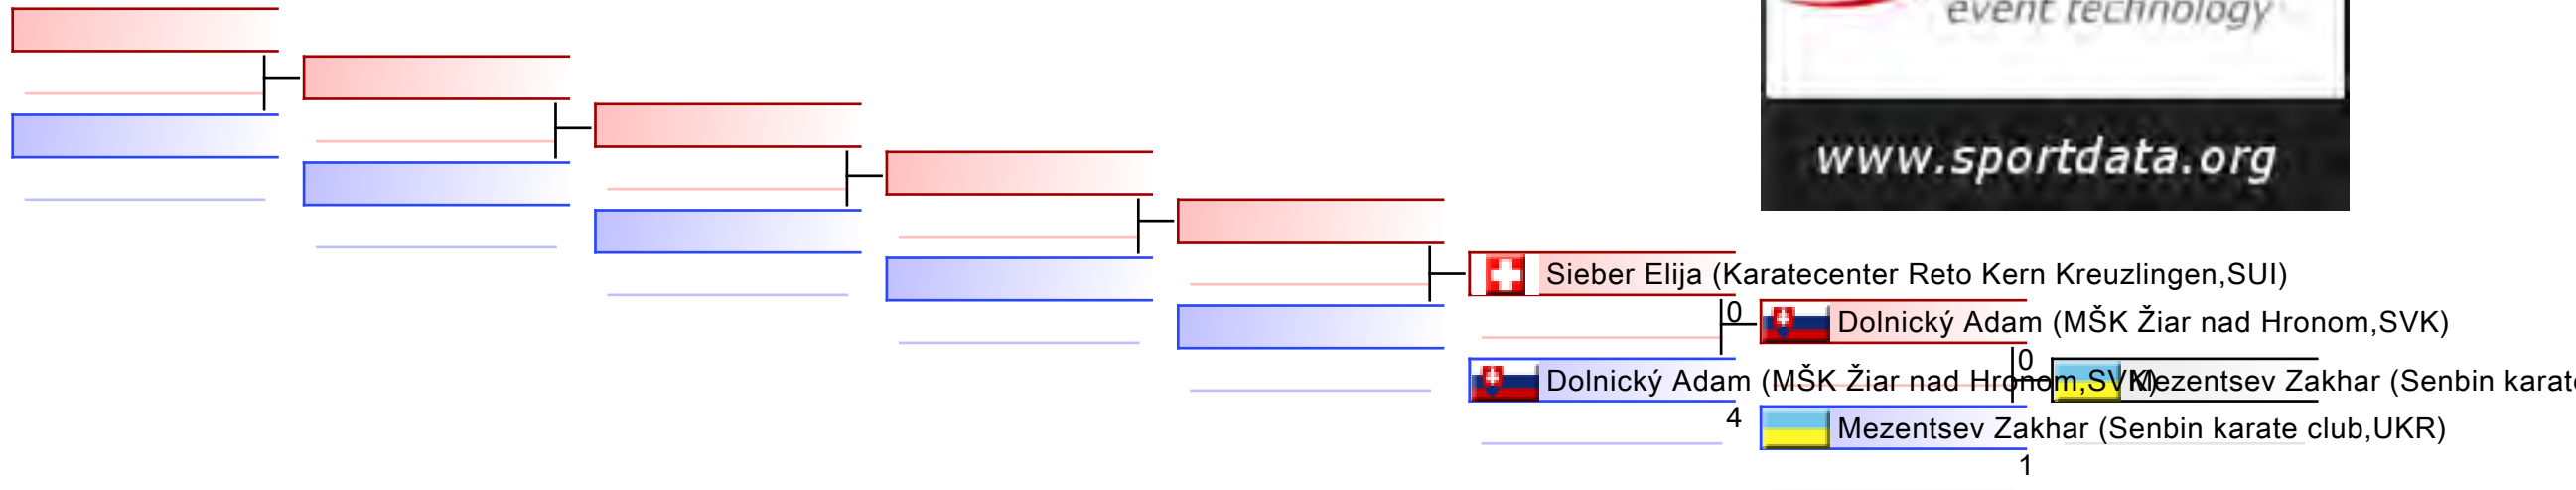 event technology
www.sportdata.org
Sieber Elija (Karatecenter Reto Kern Kreuzlingen,SUI)
0
Dolnický Adam (MŠK Žiar nad Hronom,SVK)
0
Dolnický Adam (MŠK Žiar nad Hronom,SVK)
Mezentsev Zakhar (Senbin karate
4
Mezentsev Zakhar (Senbin karate club,UKR)
1